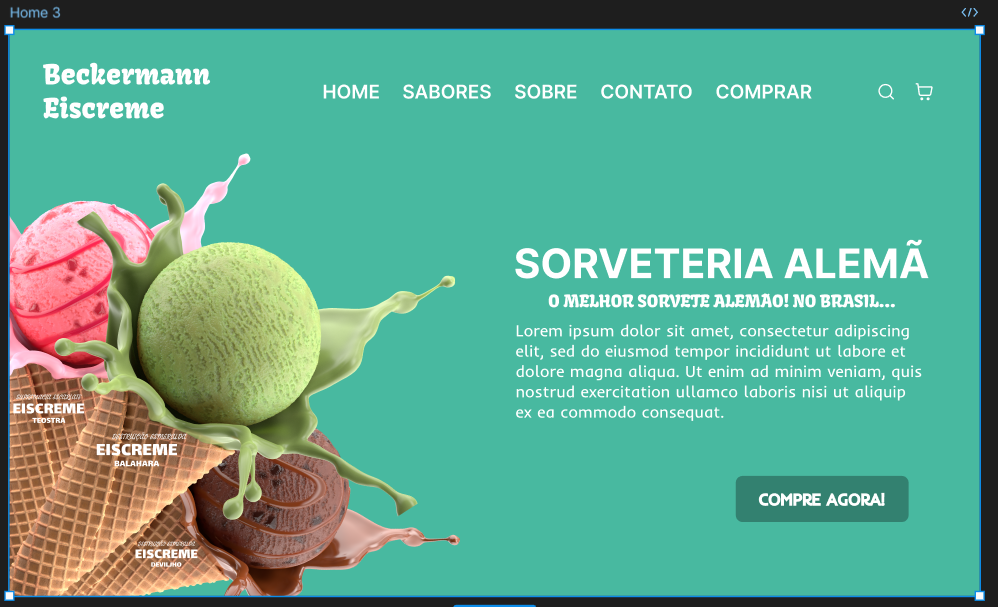 Home 3
Beckermann
Eiscreme
HOME SABORES SOBRE CONTATO COMPRAR
SORVETERIA ALEMÃ
O MELHOR SORVETE ALEMAO! NO BRASIL...
Lorem ipsum dolor sit amet, consectetur adipiscing
elit, sed do eiusmod tempor incididunt ut labore et
dolore magna aliqua. Ut enim ad minim veniam, quis
nostrud exercitation ullamco laboris nisi ut aliquip
ex ea commodo consequat.
EISCREME
TEOSTRA
DISTRUIÇÃO ESMERALDA
EISCREME
BALAHARA
EISCREME
DEVILJHO
COMPRE AGORA!